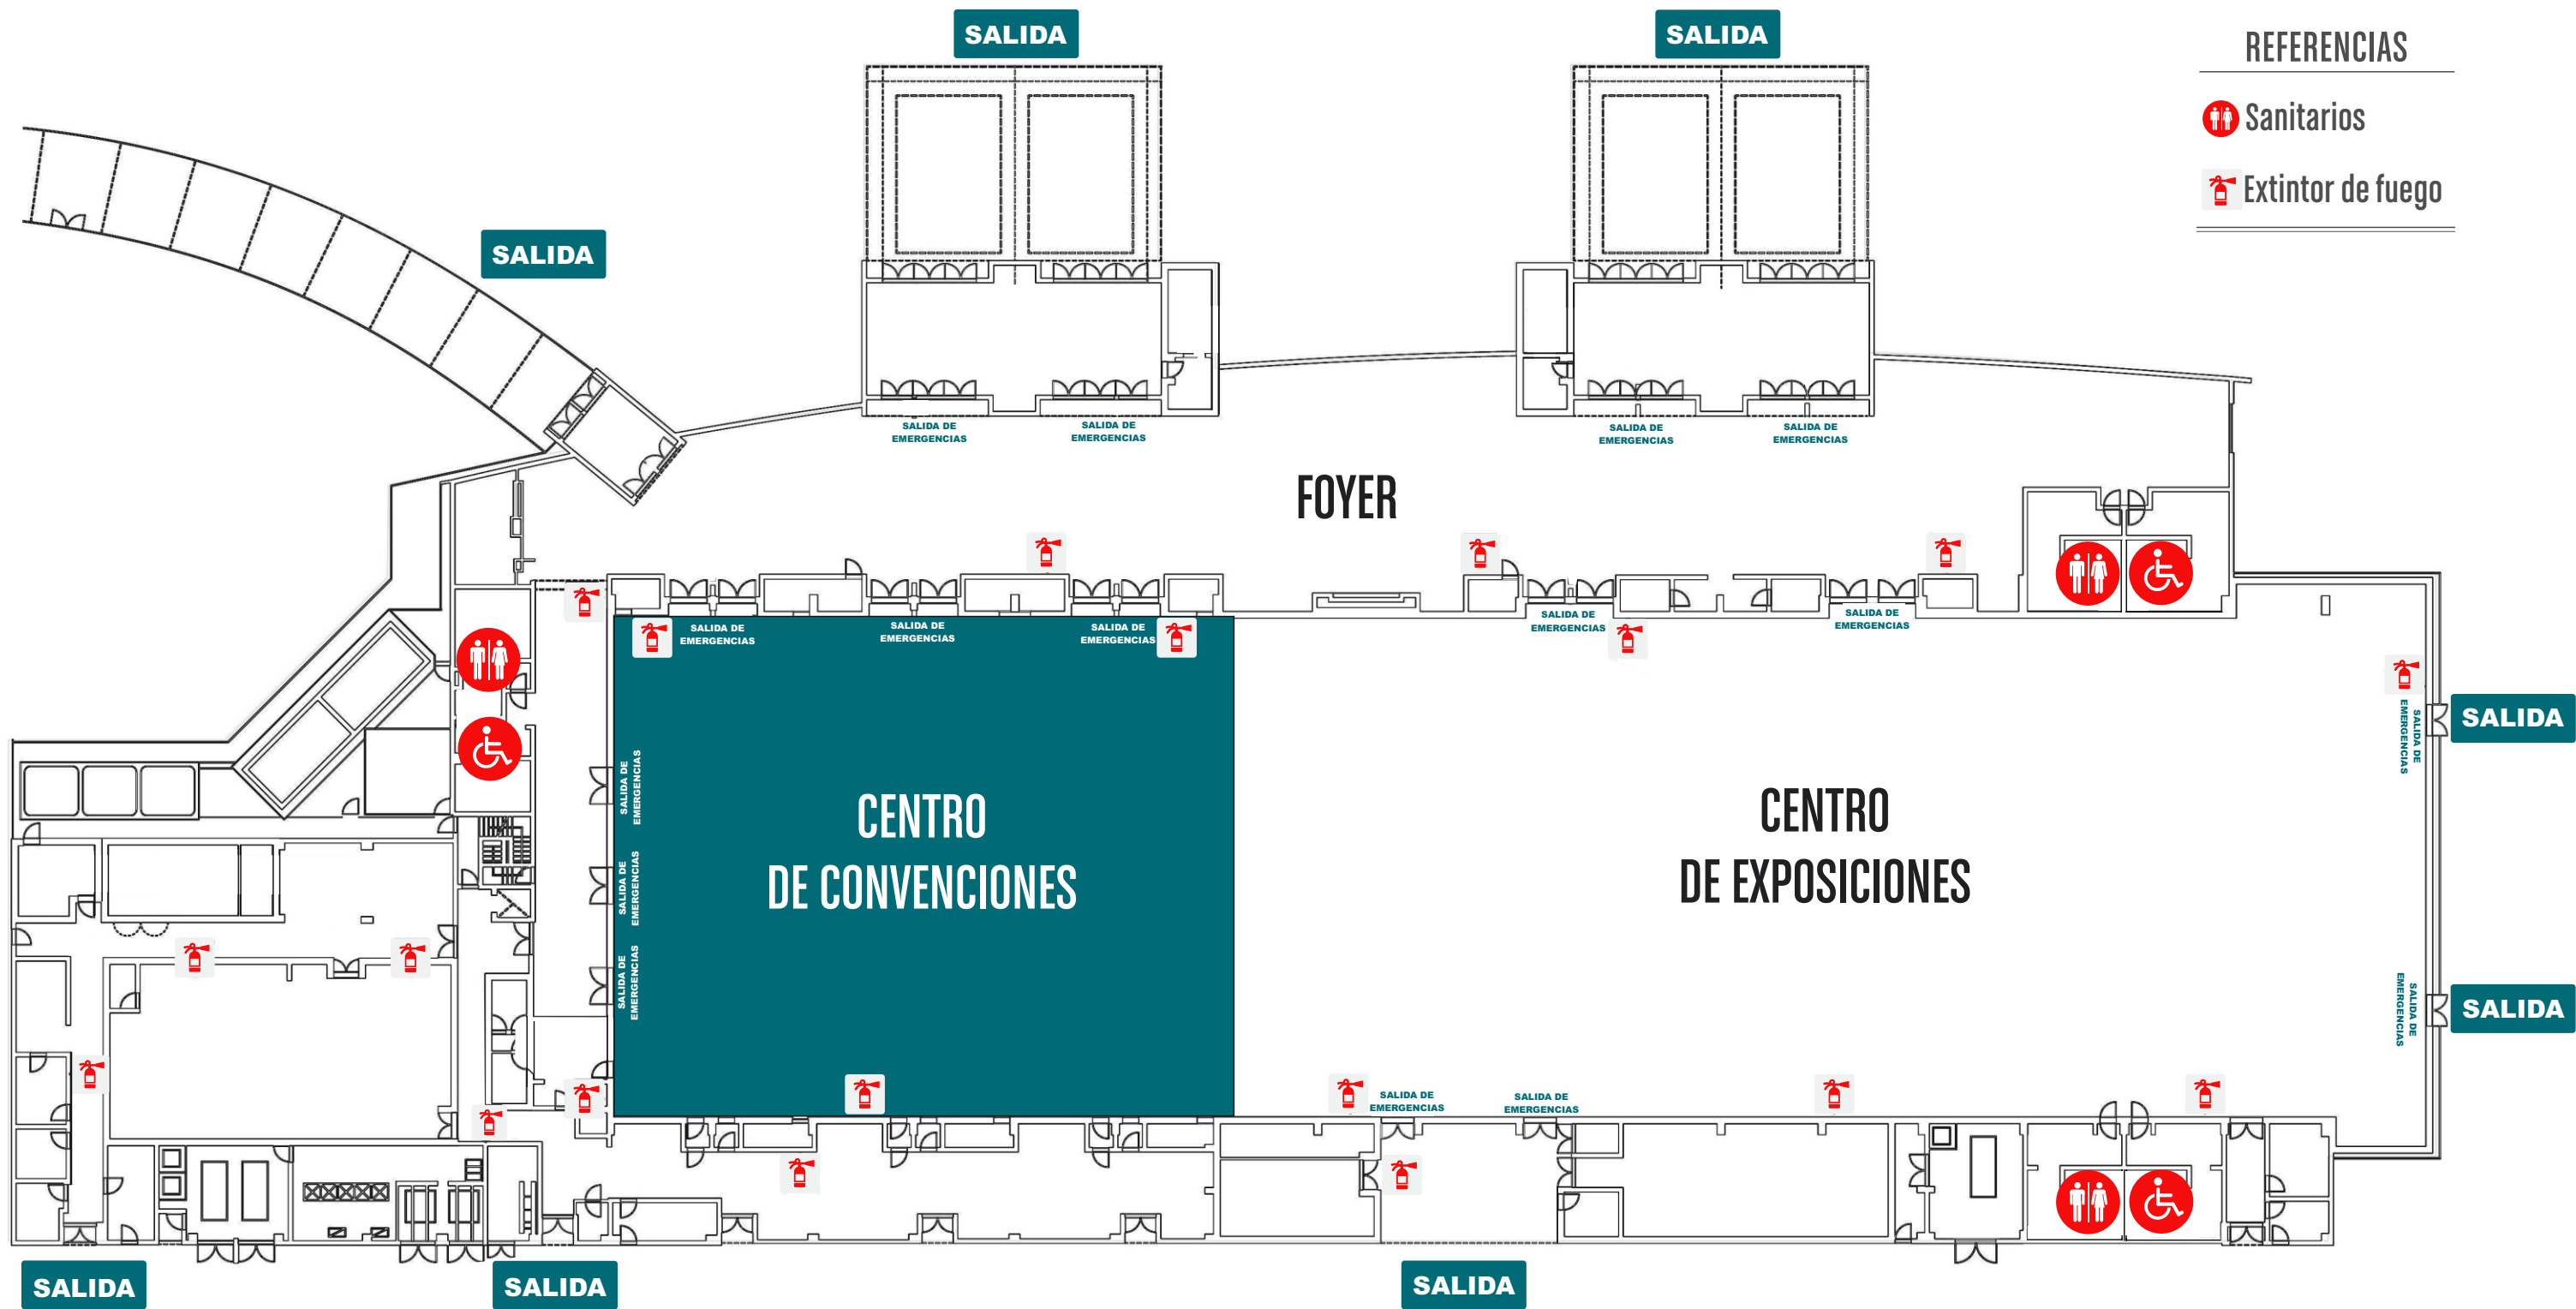 SALIDA
SALIDA
REFERENCIAS
Sanitarios
Extintor de fuego
SALIDA
SALIDA DE
EMERGENCIAS
SALIDA DE
EMERGENCIAS
SALIDA DE
EMERGENCIAS
SALIDA DE
EMERGENCIAS
FOYER
SALIDA DE
EMERGENCIAS
SALIDA DE
EMERGENCIAS
SALIDA DE
EMERGENCIAS
SALIDA DE
EMERGENCIAS
SALIDA DE
EMERGENCIAS
SALIDA DE
EMERGENCIAS
SALIDA
SALIDA DE
EMERGENCIAS
CENTRO
DE CONVENCIONES
CENTRO
DE EXPOSICIONES
SALIDA DE
EMERGENCIAS
SALIDA DE
EMERGENCIAS
SALIDA DE
EMERGENCIAS
SALIDA
SALIDA DE
EMERGENCIAS
SALIDA DE
EMERGENCIAS
SALIDA
SALIDA
SALIDA